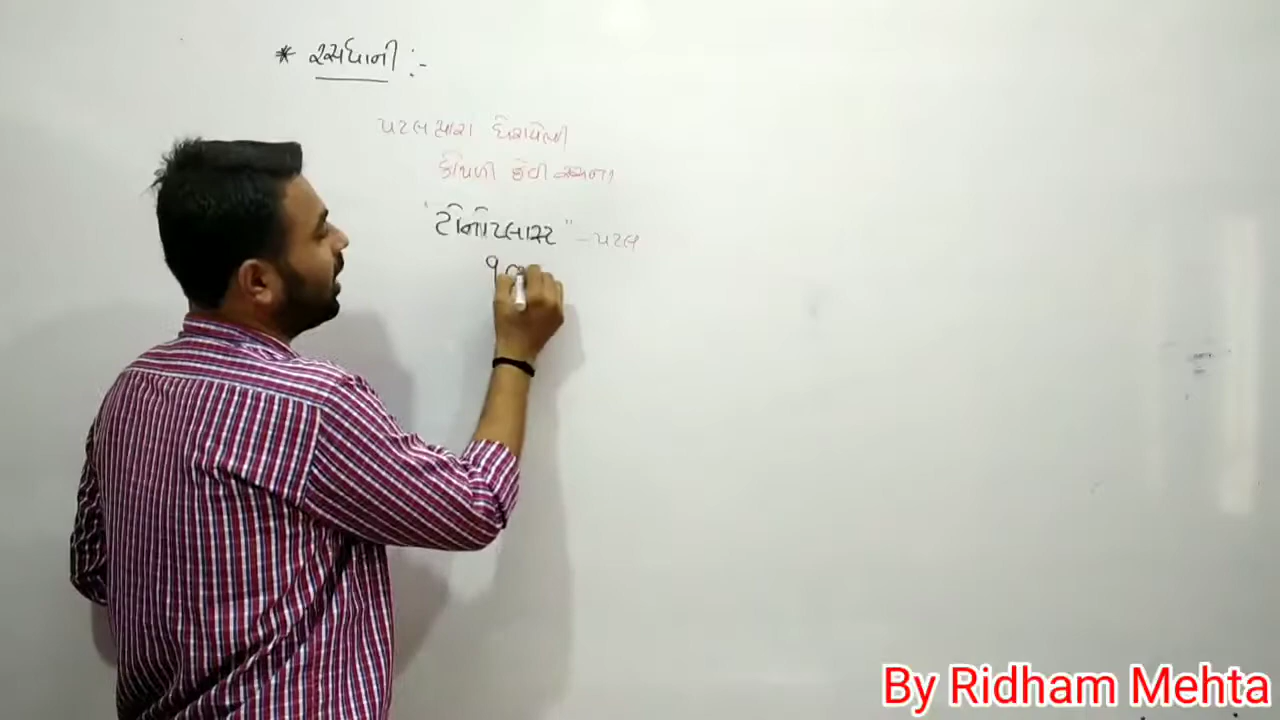 * રસધાની :-
પટલ દ્વારા ઘેરાયેલી
કોથળી જેવી રચના
"ટોનોપ્લાસ્ટ" - પટલ
By Ridham Mehta